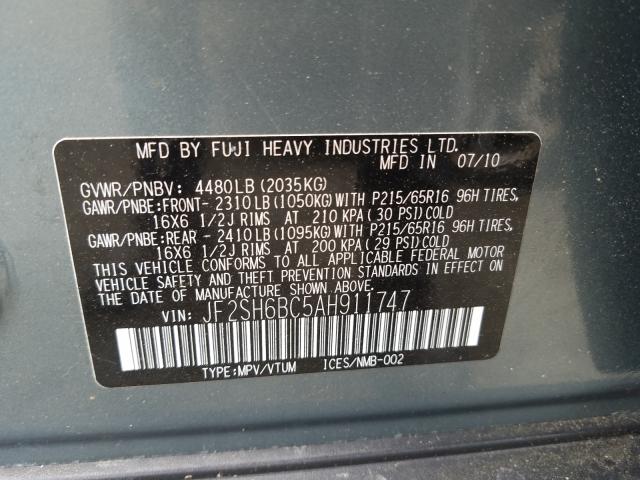 MFD BY FUJI HEAVY INDUSTRIES LTD.
MFD IN 07/10
GVWR/PNBV: 4480LB(2035KG)
GAWR/PNBE:FRONT- 2310LB(1050KG)WITH P215/65R16 96H TIRES,
16X6 1/2J RIMS AT 210 KPA(30 PSI)COLD
GAWR/PNBE:REAR - 2410LB(1095KG)WITH P215/65R16 96H TIRES,
16X6 1/2J RIMS AT 200 KPA(29 PSI)COLD
THIS VEHICLE CONFORMS TO ALL APPLICABLE FEDERAL MOTOR
VEHICLE SAFETY AND BUMPER STANDARDS IN EFFECT ON
THE DATE OF MANUFACTURE SHOWN ABOVE.
VIN: JF2SH6BC5AH911747
TYPE:MPV/VTUM ICES/NMB-002